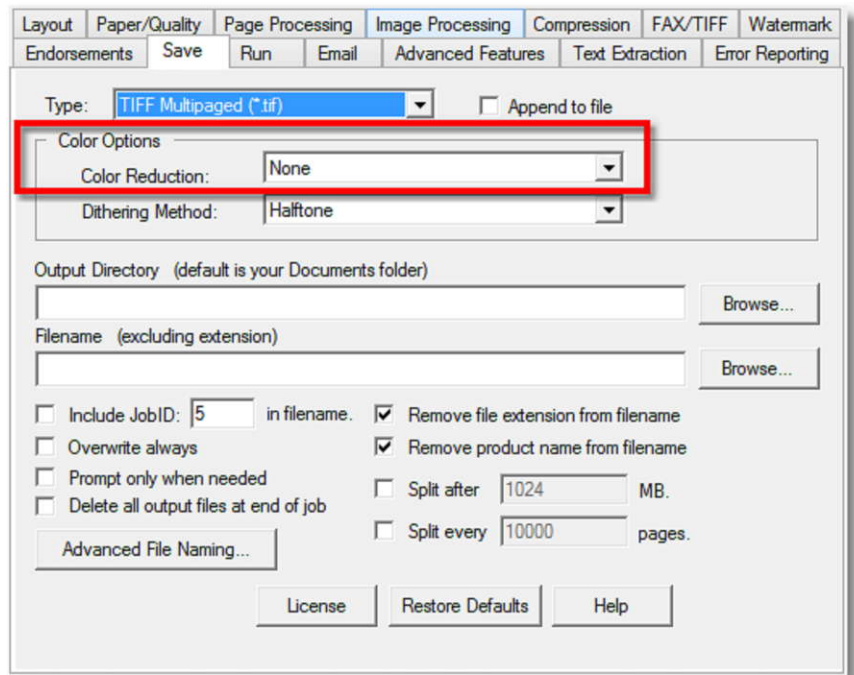 Layout Paper/Quality Page Processing Image Processing Compression FAX/TIFF Watermark
Endorsements Save Run Email Advanced Features Text Extraction Error Reporting
Type: TIFF Multipaged (*.tif) Append to file
Color Options
Color Reduction: None
Dithering Method: Halftone
Output Directory (default is your Documents folder)
Browse...
Filename (excluding extension)
Browse...
Include JobID: 5 in filename. Remove file extension from filename
Overwrite always Remove product name from filename
Prompt only when needed
Split after 1024 MB.
Delete all output files at end of job
Split every 10000 pages.
Advanced File Naming...
License Restore Defaults Help